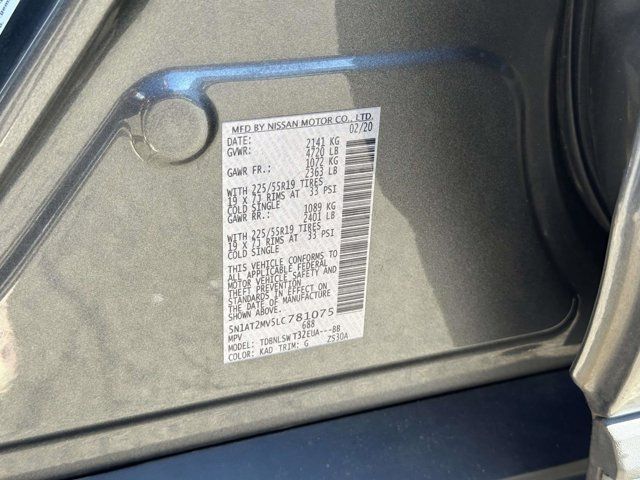 MFD BY NISSAN MOTOR CO., LTD.
DATE: 02/20
GVWR: 2141 KG
4720 LB
GAWR FR.: 1072 KG
2363 LB
WITH 225/55R19 TIRES
19 X 7J RIMS AT 33 PSI
COLD SINGLE
GAWR RR.: 1089 KG
2401 LB
WITH 225/55R19 TIRES
19 X 7J RIMS AT 33 PSI
COLD SINGLE
THIS VEHICLE CONFORMS TO
ALL APPLICABLE FEDERAL
MOTOR VEHICLE SAFETY AND
THEFT PREVENTION
STANDARDS IN EFFECT ON
THE DATE OF MANUFACTURE
SHOWN ABOVE.
5N1AT2MV5LC781075
MPV 688
MODEL: TDBNLSWT32EUA---BB
COLOR: KAD TRIM: G ZS30A